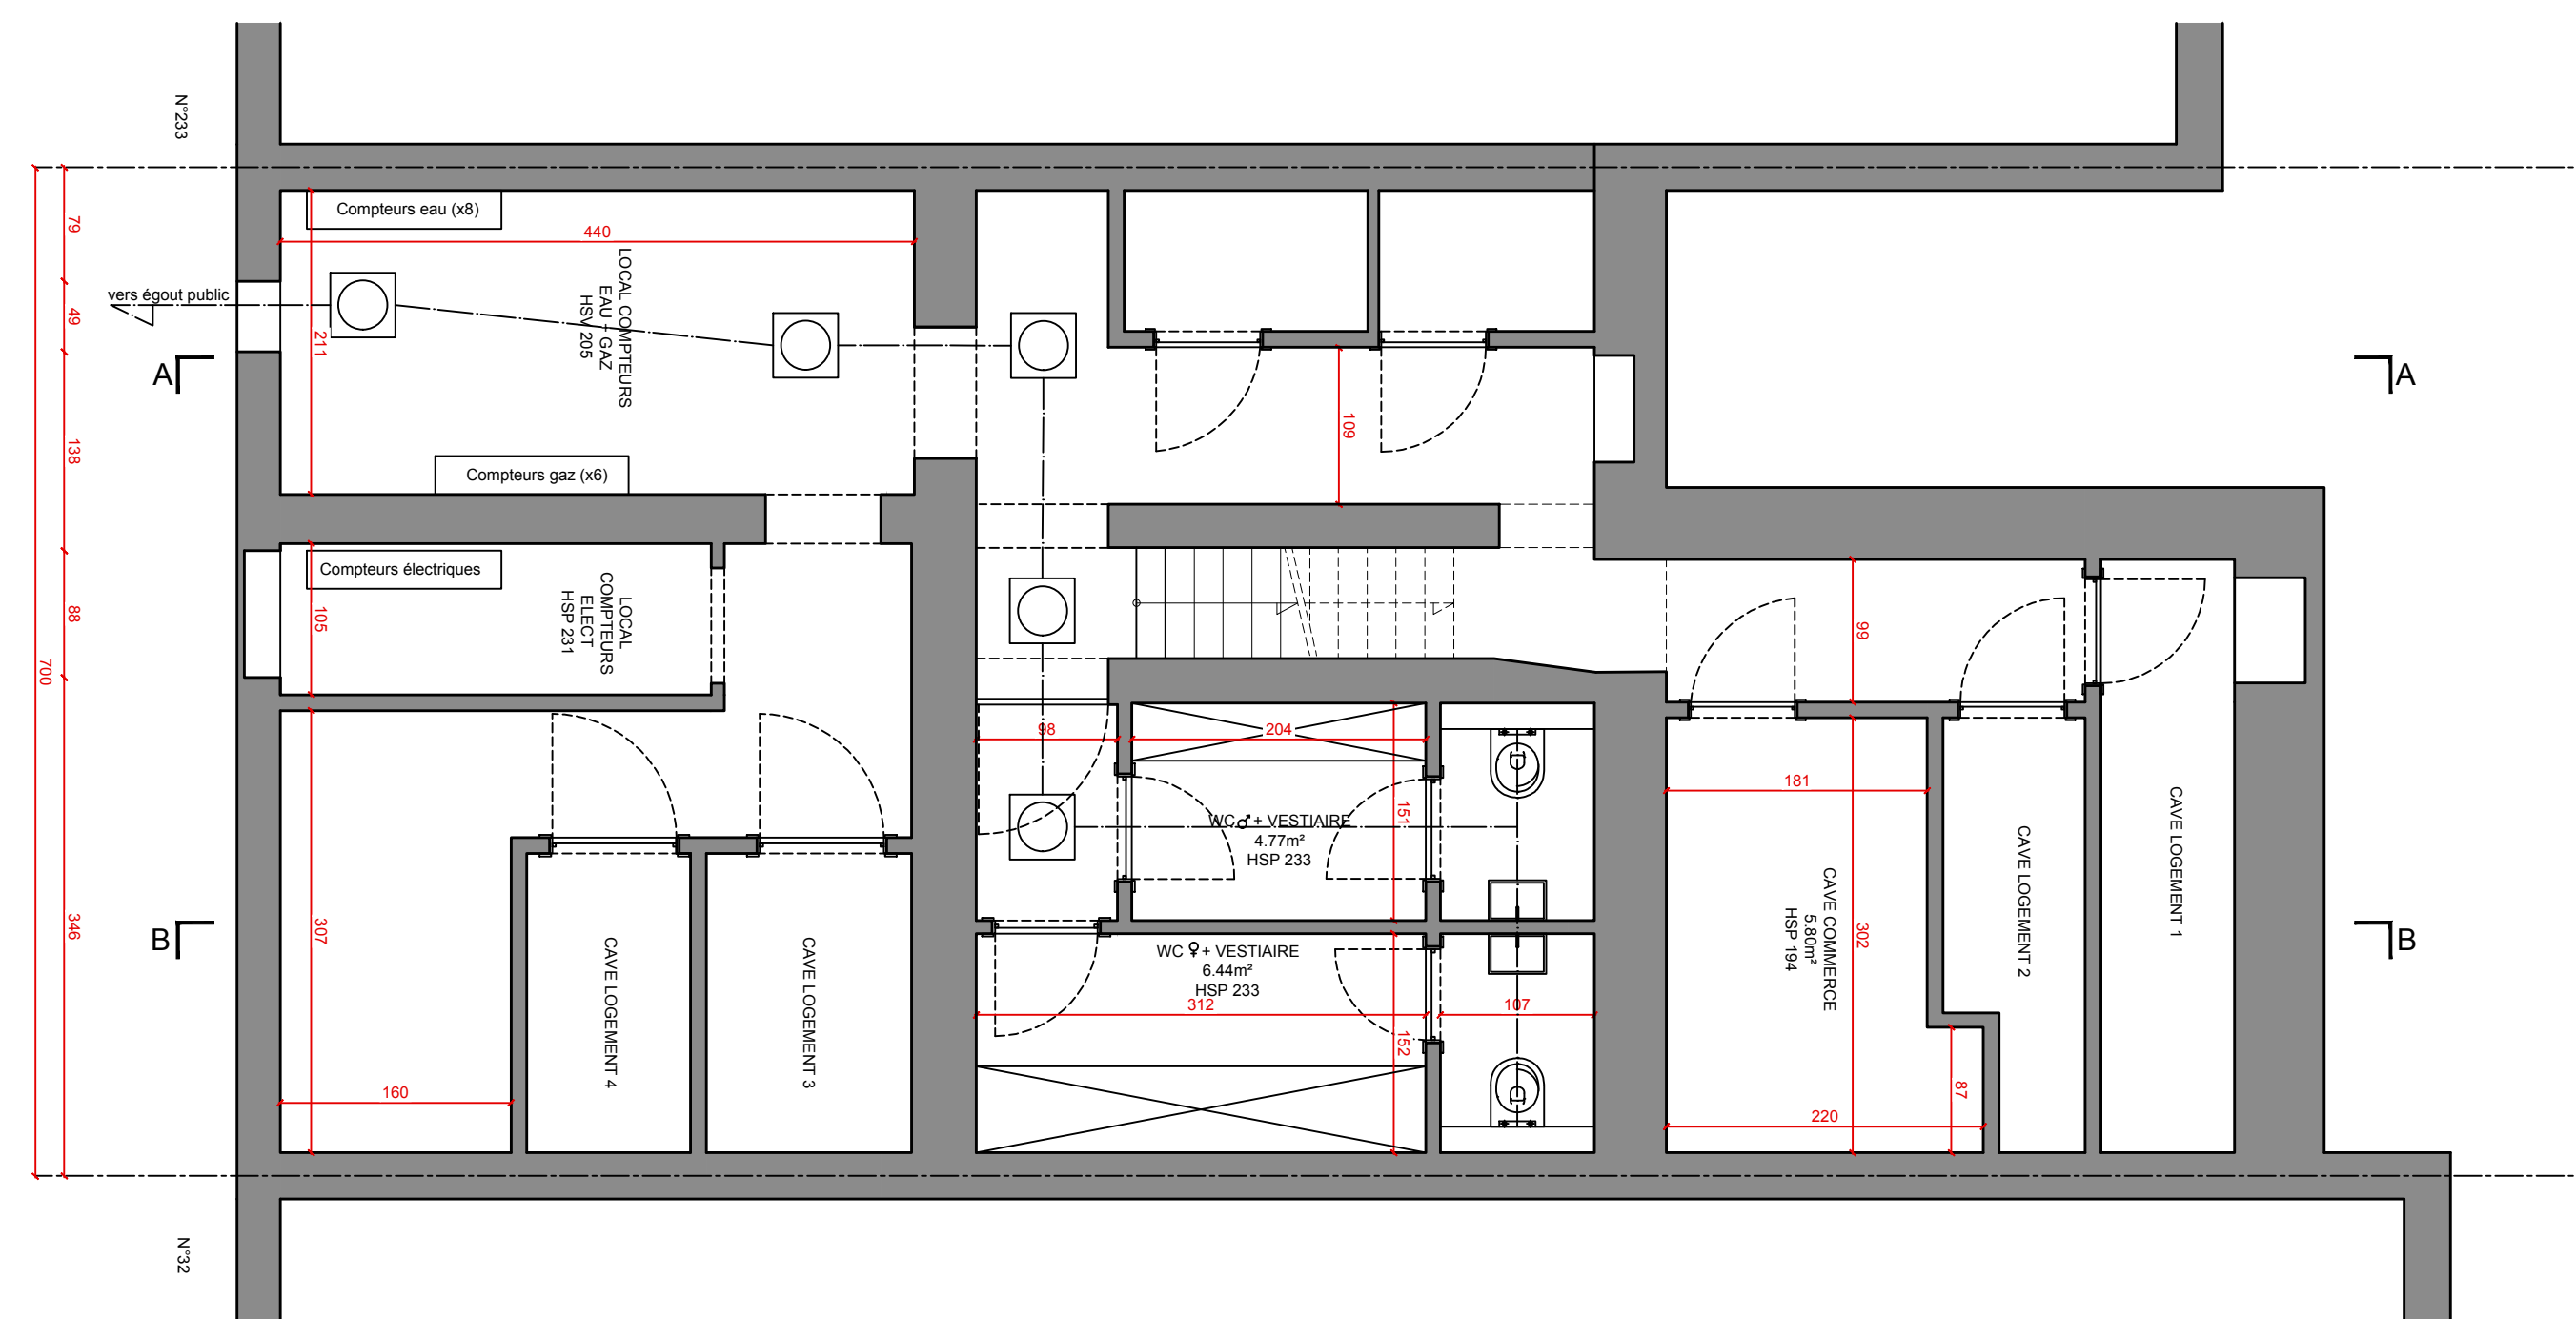 N°233
79
49
138
88
346
700
vers égout public
A
B
N°32
Compteurs eau (x8)
440
211
LOCAL COMPTEURS
EAU + GAZ
HSV 205
Compteurs gaz (x6)
Compteurs électriques
105
LOCAL
COMPTEURS
ELECT
HSP 231
307
160
CAVE LOGEMENT 4
CAVE LOGEMENT 3
109
98
204
151
WC ♂ + VESTIAIRE
4.77m²
HSP 233
WC ♀ + VESTIAIRE
6.44m²
HSP 233
312
152
107
99
181
302
CAVE COMMERCE
5,80m²
HSP 194
220
87
CAVE LOGEMENT 2
CAVE LOGEMENT 1
A
B